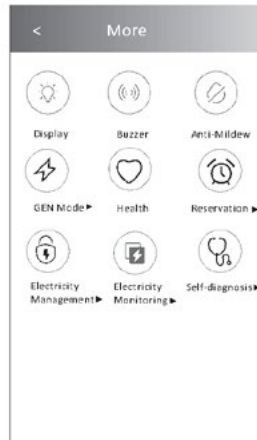 < More
Display Buzzer Anti-Mildew
GEN Mode▶ Health Reservation▶
Electricity Electricity Self-diagnosis▶
Management▶ Monitoring▶